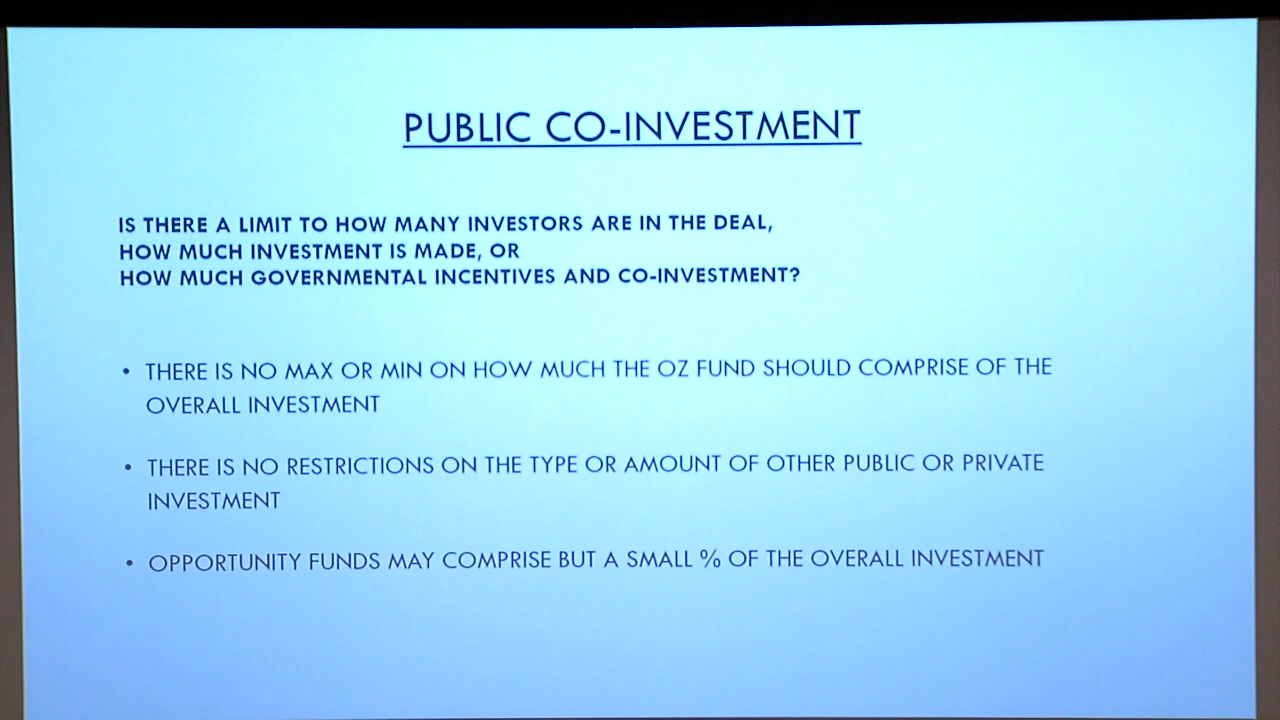 PUBLIC CO-INVESTMENT
IS THERE A LIMIT TO HOW MANY INVESTORS ARE IN THE DEAL,
HOW MUCH INVESTMENT IS MADE, OR
HOW MUCH GOVERNMENTAL INCENTIVES AND CO-INVESTMENT?
• THERE IS NO MAX OR MIN ON HOW MUCH THE OZ FUND SHOULD COMPRISE OF THE
OVERALL INVESTMENT
• THERE IS NO RESTRICTIONS ON THE TYPE OR AMOUNT OF OTHER PUBLIC OR PRIVATE
INVESTMENT
• OPPORTUNITY FUNDS MAY COMPRISE BUT A SMALL % OF THE OVERALL INVESTMENT